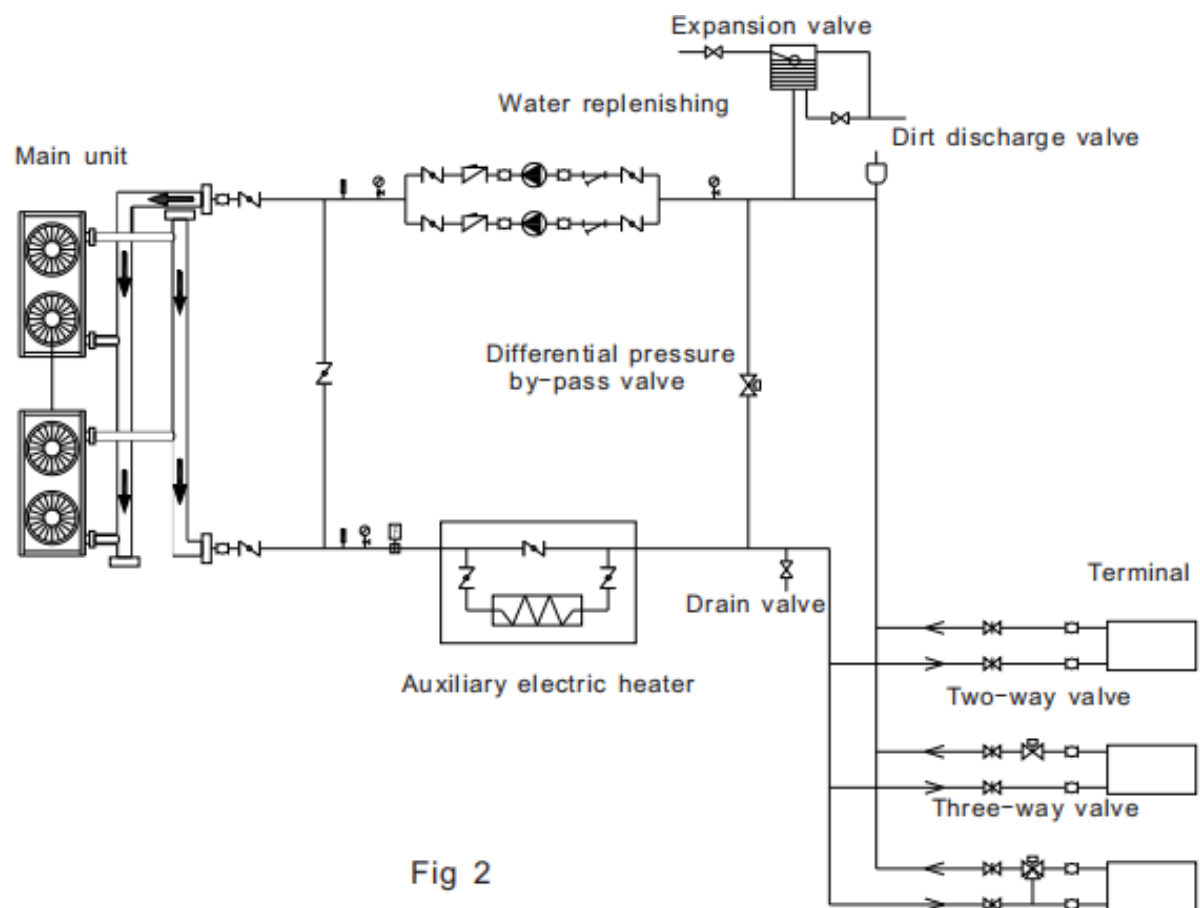 Expansion valve
Water replenishing
Dirt discharge valve
Main unit
Differential pressure
by-pass valve
Drain valve
Terminal
Auxiliary electric heater
Two-way valve
Three-way valve
Fig 2